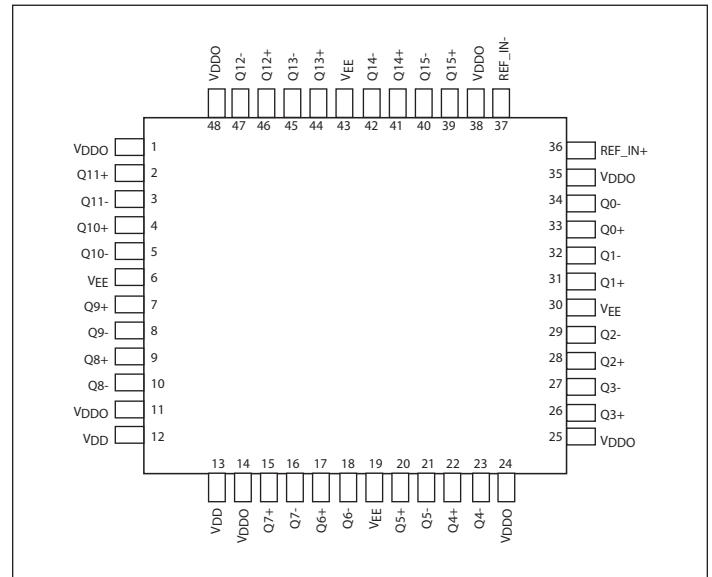 VDDO Q12- Q12+ Q13- Q13+ VEE Q14- Q14+ Q15- Q15+ VDDO REF_IN-
48 47 46 45 44 43 42 41 40 39 38 37
VDDO 1
Q11+ 2
Q11- 3
Q10+ 4
Q10- 5
VEE 6
Q9+ 7
Q9- 8
Q8+ 9
Q8- 10
VDDO 11
VDD 12
36 REF_IN+
35 VDDO
34 Q0-
33 Q0+
32 Q1-
31 Q1+
30 VEE
29 Q2-
28 Q2+
27 Q3-
26 Q3+
25 VDDO
13 14 15 16 17 18 19 20 21 22 23 24
VDD VDDO Q7+ Q7- Q6+ Q6- VEE Q5+ Q5- Q4+ Q4- VDDO